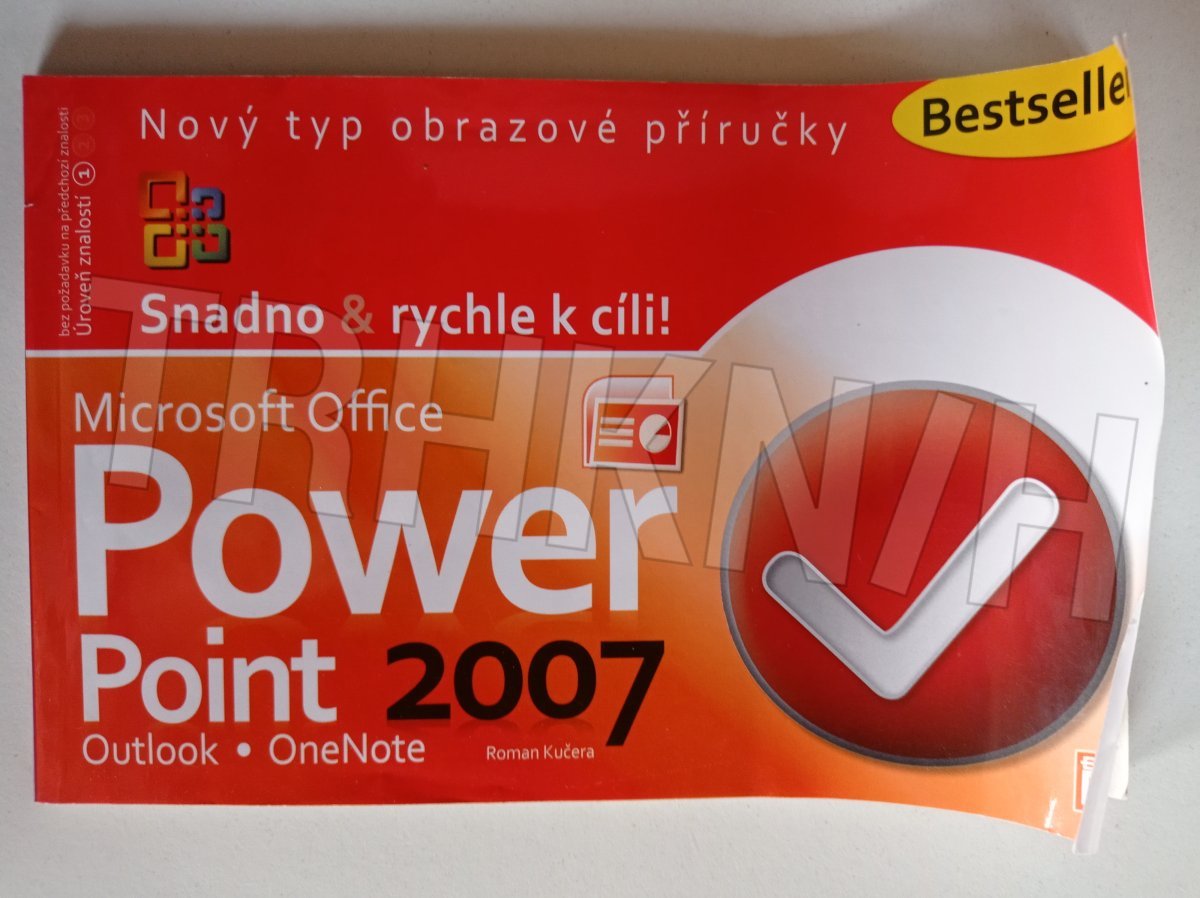 Nový typ obrazové příručky
Bestselle
bez požadavku na předchozí znalosti
Úroveň znalostí 1 2 3
Snadno & rychle k cíli!
Microsoft Office
Power
Point 2007
Outlook • OneNote
Roman Kučera
TRHKNIH